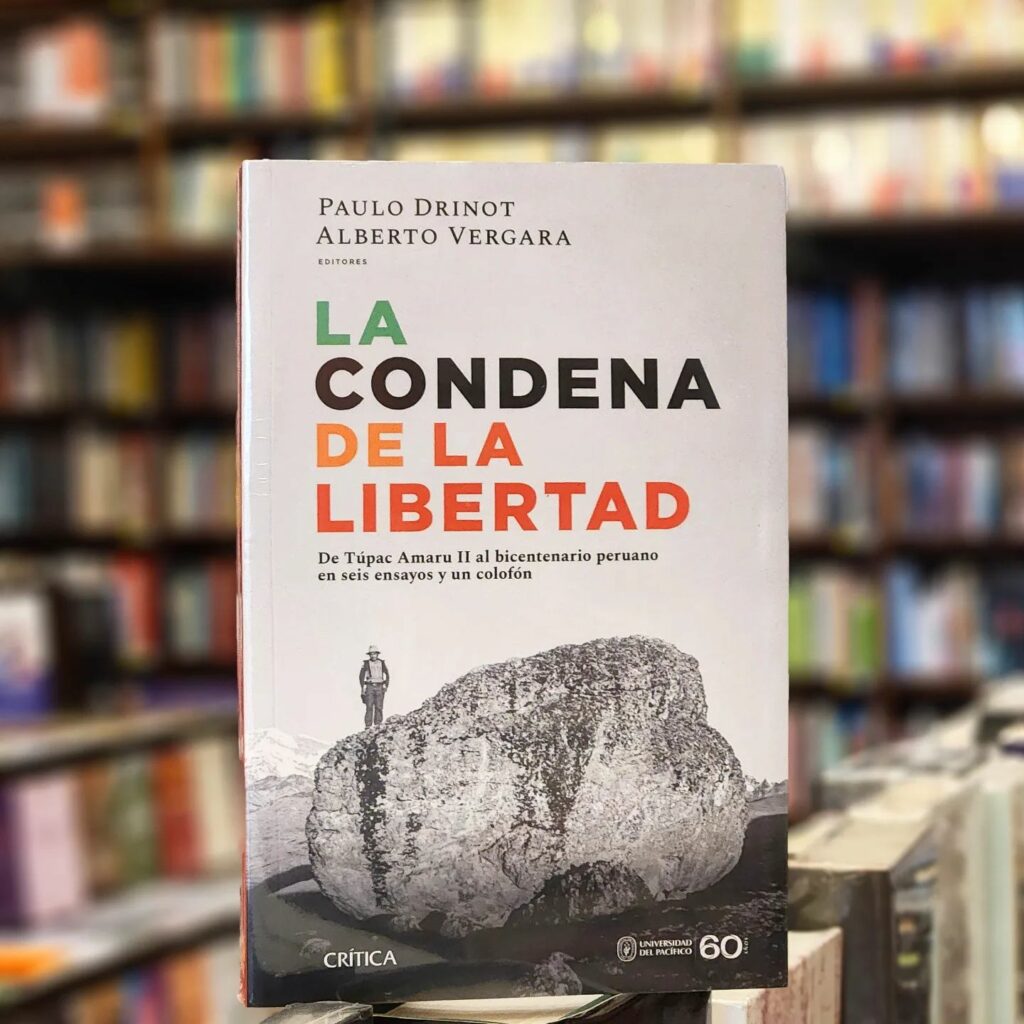 PAULO DRINOT
ALBERTO VERGARA
EDITORES
LA
CONDENA
DE LA
LIBERTAD
De Túpac Amaru II al bicentenario peruano
en seis ensayos y un colofón
CRÍTICA
UNIVERSIDAD
DEL PACÍFICO
60 años